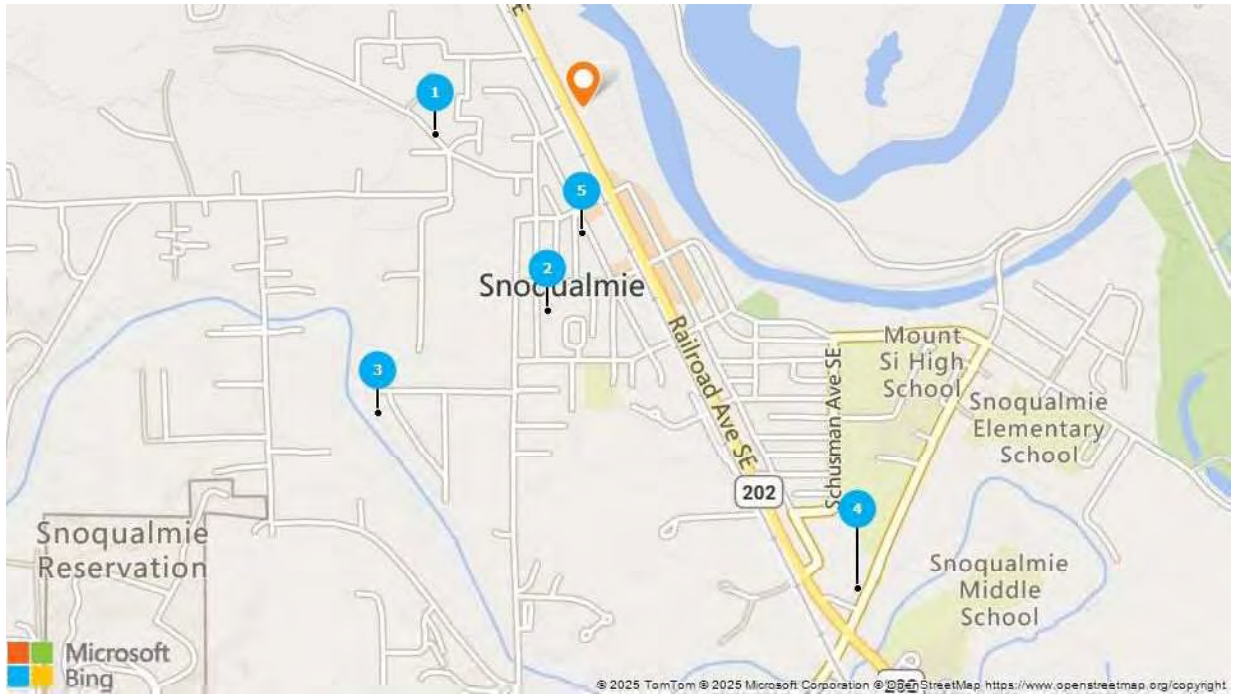 SE
1
5
2
Snoqualmie
3
Railroad Ave SE
Schusman Ave SE
Mount
Si High
School
Snoqualmie
Elementary
School
202
4
Snoqualmie
Reservation
Snoqualmie
Middle
School
Microsoft
Bing
© 2025 TomTom © 2025 Microsoft Corporation © OpenStreetMap https://www.openstreetmap.org/copyright